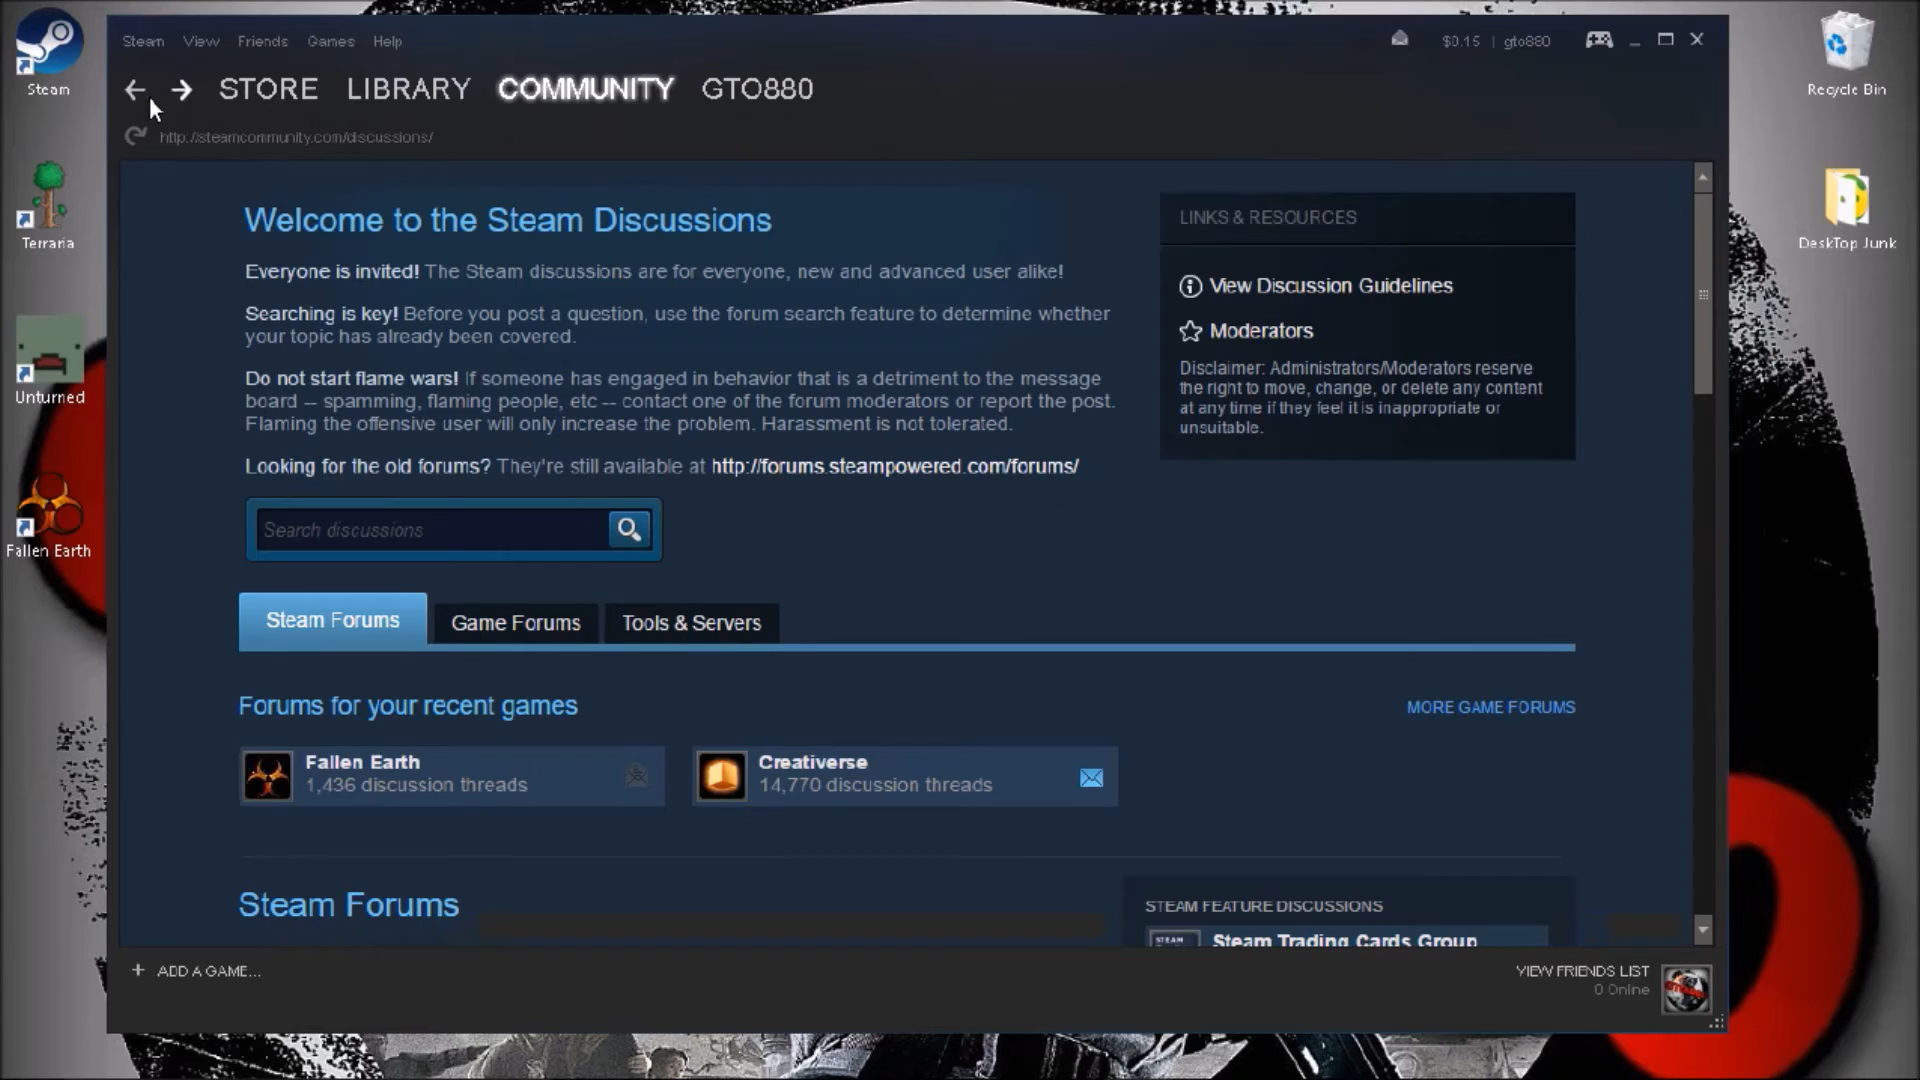 Steam View Friends Games Help
$0.15 | gto880
STORE LIBRARY COMMUNITY GTO880
http://steamcommunity.com/discussions/
Welcome to the Steam Discussions
Everyone is invited! The Steam discussions are for everyone, new and advanced user alike!
Searching is key! Before you post a question, use the forum search feature to determine whether
your topic has already been covered.
Do not start flame wars! If someone has engaged in behavior that is a detriment to the message
board -- spamming, flaming people, etc -- contact one of the forum moderators or report the post.
Flaming the offensive user will only increase the problem. Harassment is not tolerated.
Looking for the old forums? They're still available at http://forums.steampowered.com/forums/
Search discussions
LINKS & RESOURCES
View Discussion Guidelines
Moderators
Disclaimer: Administrators/Moderators reserve
the right to move, change, or delete any content
at any time if they feel it is inappropriate or
unsuitable.
Steam Forums Game Forums Tools & Servers
Forums for your recent games
MORE GAME FORUMS
Fallen Earth
1,436 discussion threads
Creativerse
14,770 discussion threads
Steam Forums
STEAM FEATURE DISCUSSIONS
STEAM
Steam Trading Cards Group
+ ADD A GAME...
VIEW FRIENDS LIST
0 Online
Steam
Terraria
Unturned
Fallen Earth
Recycle Bin
DeskTop Junk